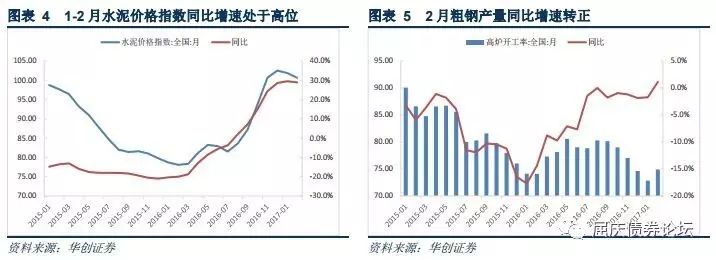 图表 4 1-2 月水泥价格指数同比增速处于高位
水泥价格指数:全国:月 同比
105.00 40.0%
100.00 30.0%
95.00 20.0%
90.00 10.0%
85.00 0.0%
80.00 -10.0%
75.00 -20.0%
70.00 -30.0%
2015-01 2015-03 2015-05 2015-07 2015-09 2015-11 2016-01 2016-03 2016-05 2016-07 2016-09 2016-11 2017-01
资料来源：华创证券
图表 5 2 月粗钢产量同比增速转正
高炉开工率:全国:月 同比
95.00 5.0%
90.00 0.0%
85.00 -5.0%
80.00 -10.0%
75.00 -15.0%
70.00 -20.0%
2015-01 2015-03 2015-05 2015-07 2015-09 2015-11 2016-01 2016-03 2016-05 2016-07 2016-09 2016-11 2017-01
屈庆债券论坛
资料来源：华创证券